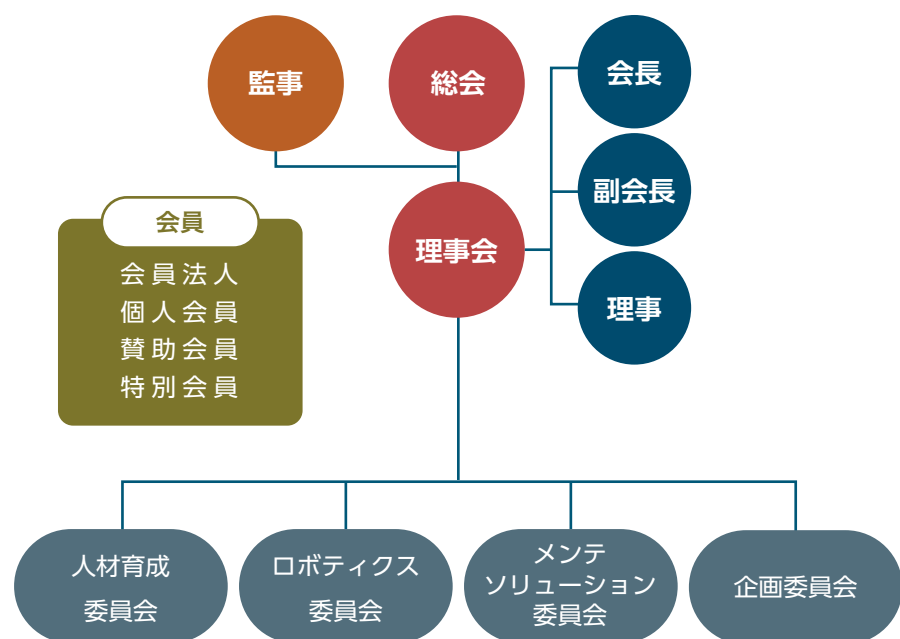 監事
総会
会長
副会長
理事会
理事
会員
会員法人
個人会員
賛助会員
特別会員
人材育成
委員会
ロボティクス
委員会
メンテ
ソリューション
委員会
企画委員会